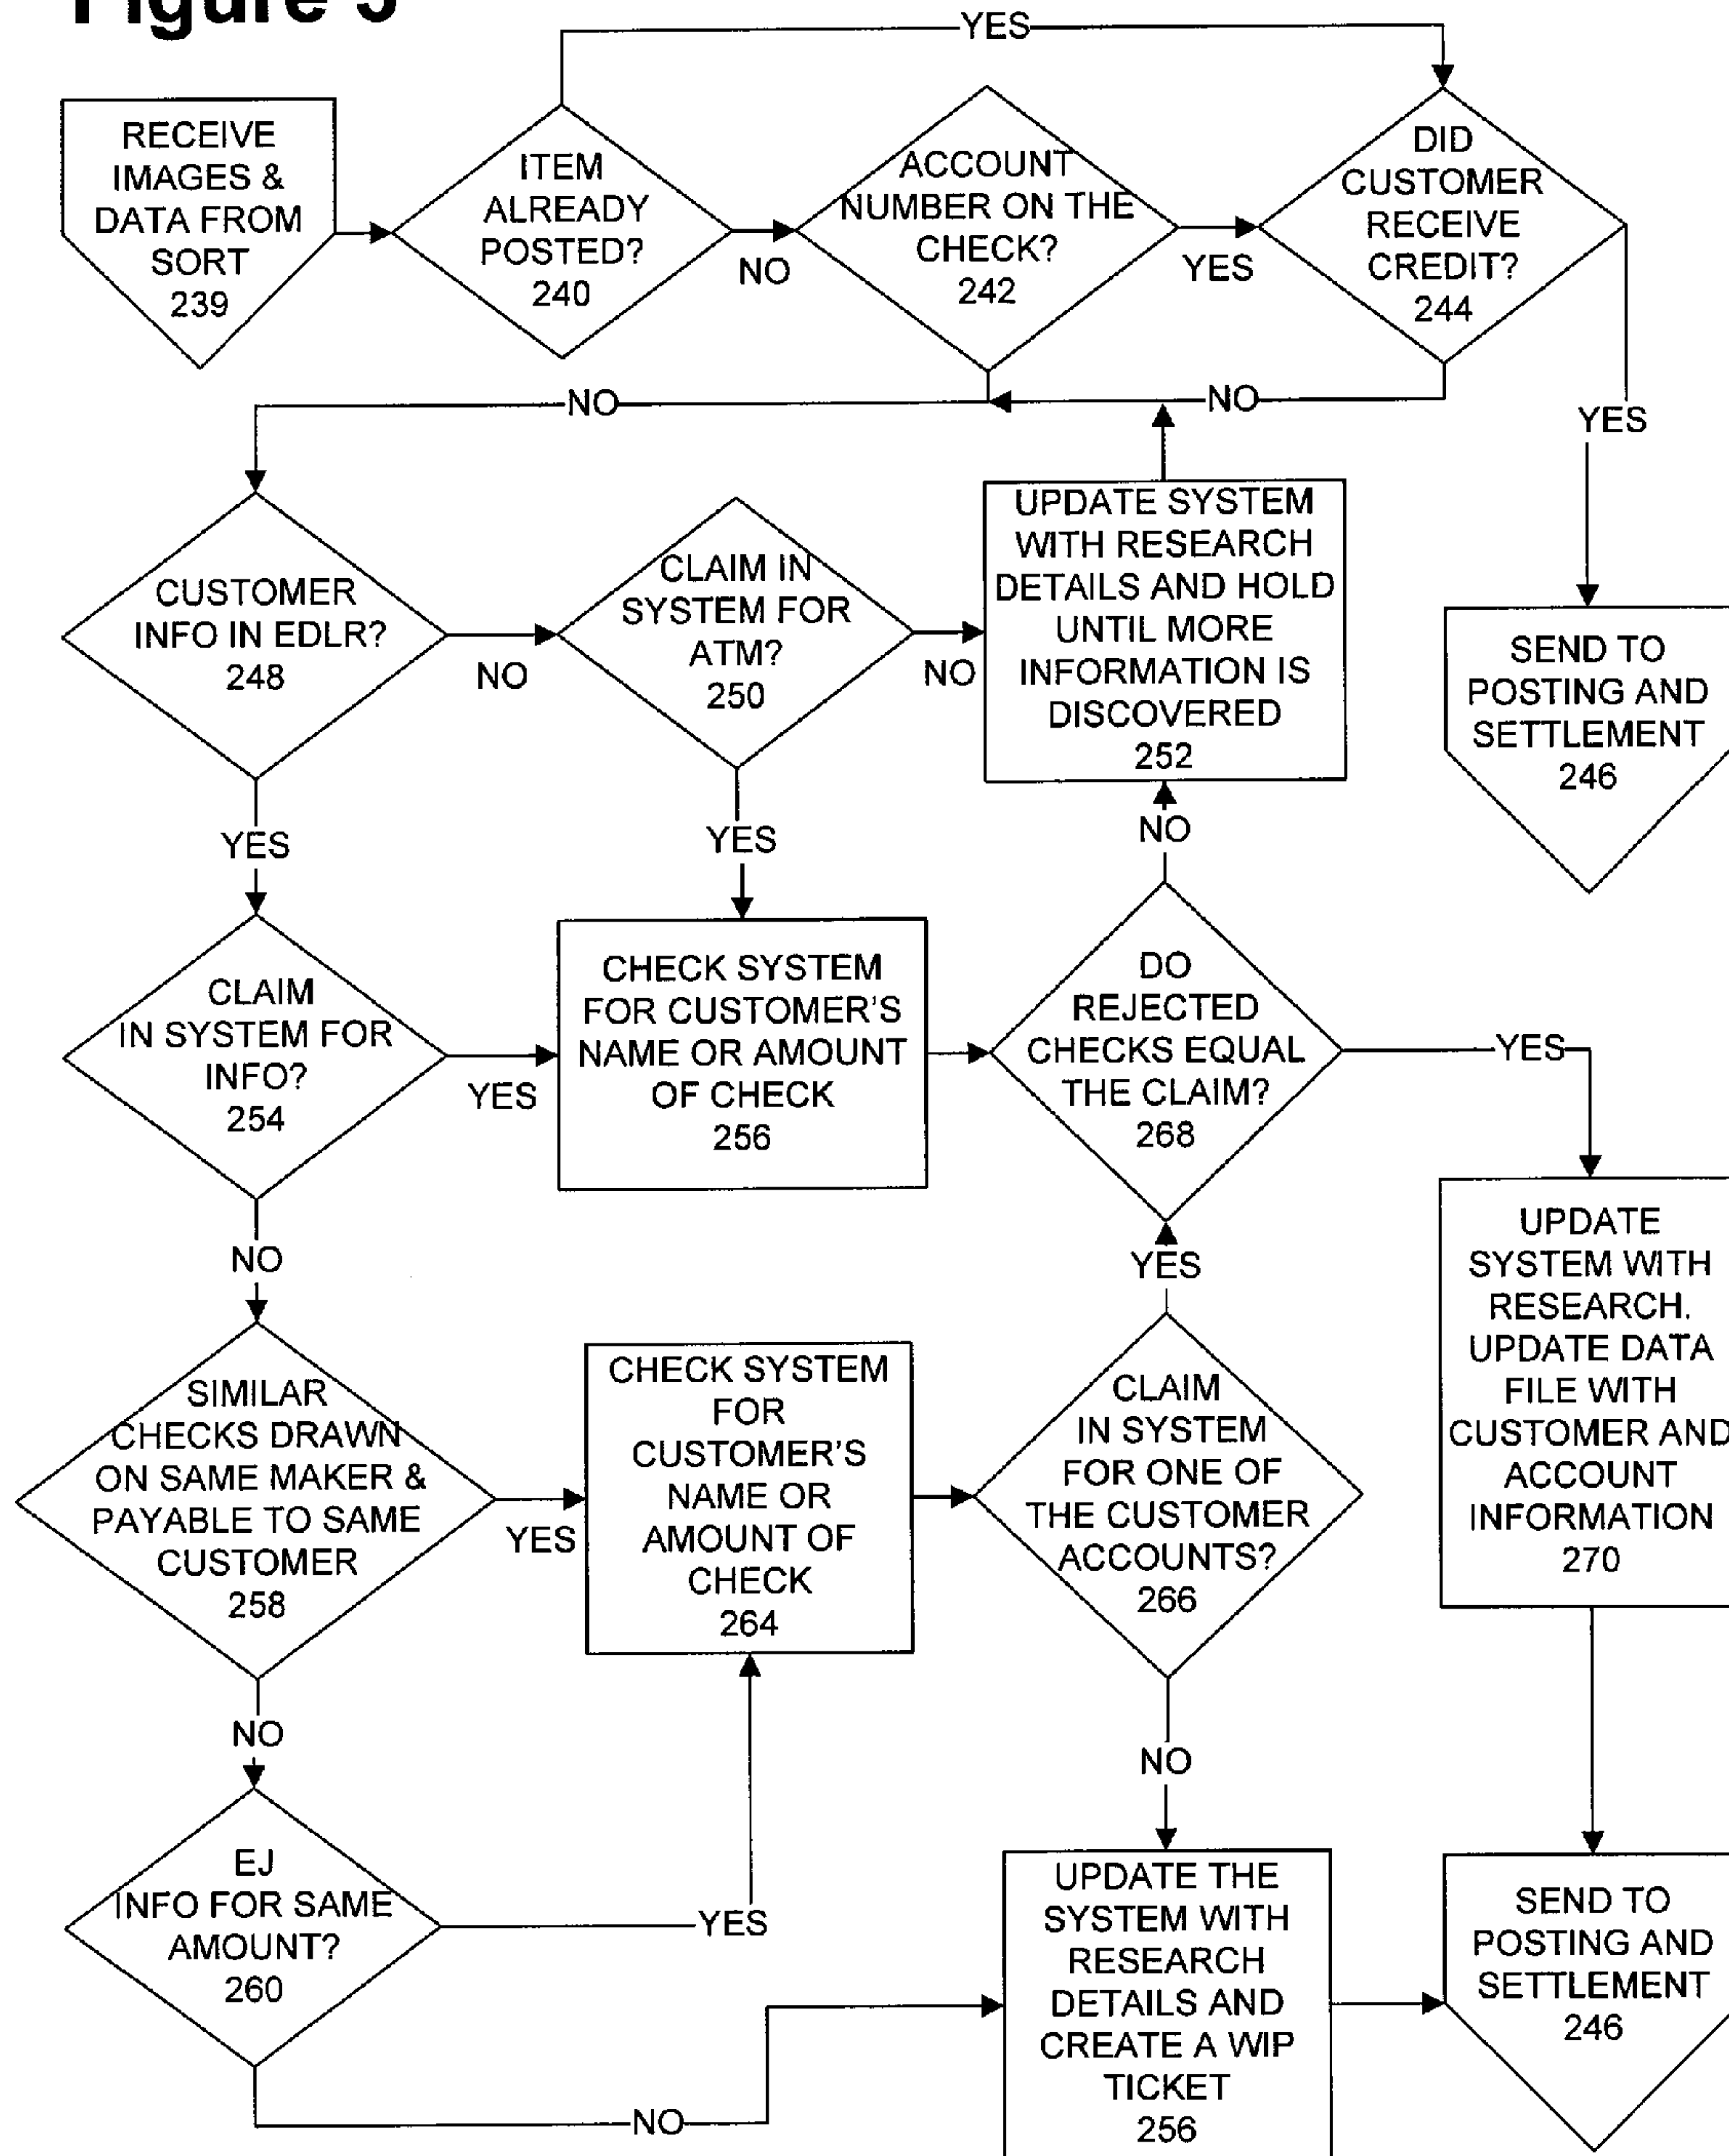 Figure 5
YES
RECEIVE
IMAGES &
DATA FROM
SORT
239
ITEM
ALREADY
POSTED?
240
NO
ACCOUNT
NUMBER ON THE
CHECK?
242
YES
DID
CUSTOMER
RECEIVE
CREDIT?
244
NO
NO
YES
CUSTOMER
INFO IN EDLR?
248
NO
CLAIM IN
SYSTEM FOR
ATM?
250
NO
UPDATE SYSTEM
WITH RESEARCH
DETAILS AND HOLD
UNTIL MORE
INFORMATION IS
DISCOVERED
252
SEND TO
POSTING AND
SETTLEMENT
246
YES
YES
NO
CLAIM
IN SYSTEM FOR
INFO?
254
YES
CHECK SYSTEM
FOR CUSTOMER'S
NAME OR AMOUNT
OF CHECK
256
DO
REJECTED
CHECKS EQUAL
THE CLAIM?
268
YES
NO
YES
UPDATE
SYSTEM WITH
RESEARCH.
UPDATE DATA
FILE WITH
CUSTOMER AND
ACCOUNT
INFORMATION
270
SIMILAR
CHECKS DRAWN
ON SAME MAKER &
PAYABLE TO SAME
CUSTOMER
258
YES
CHECK SYSTEM
FOR
CUSTOMER'S
NAME OR
AMOUNT OF
CHECK
264
CLAIM
IN SYSTEM
FOR ONE OF
THE CUSTOMER
ACCOUNTS?
266
NO
NO
EJ
INFO FOR SAME
AMOUNT?
260
YES
UPDATE THE
SYSTEM WITH
RESEARCH
DETAILS AND
CREATE A WIP
TICKET
256
SEND TO
POSTING AND
SETTLEMENT
246
NO